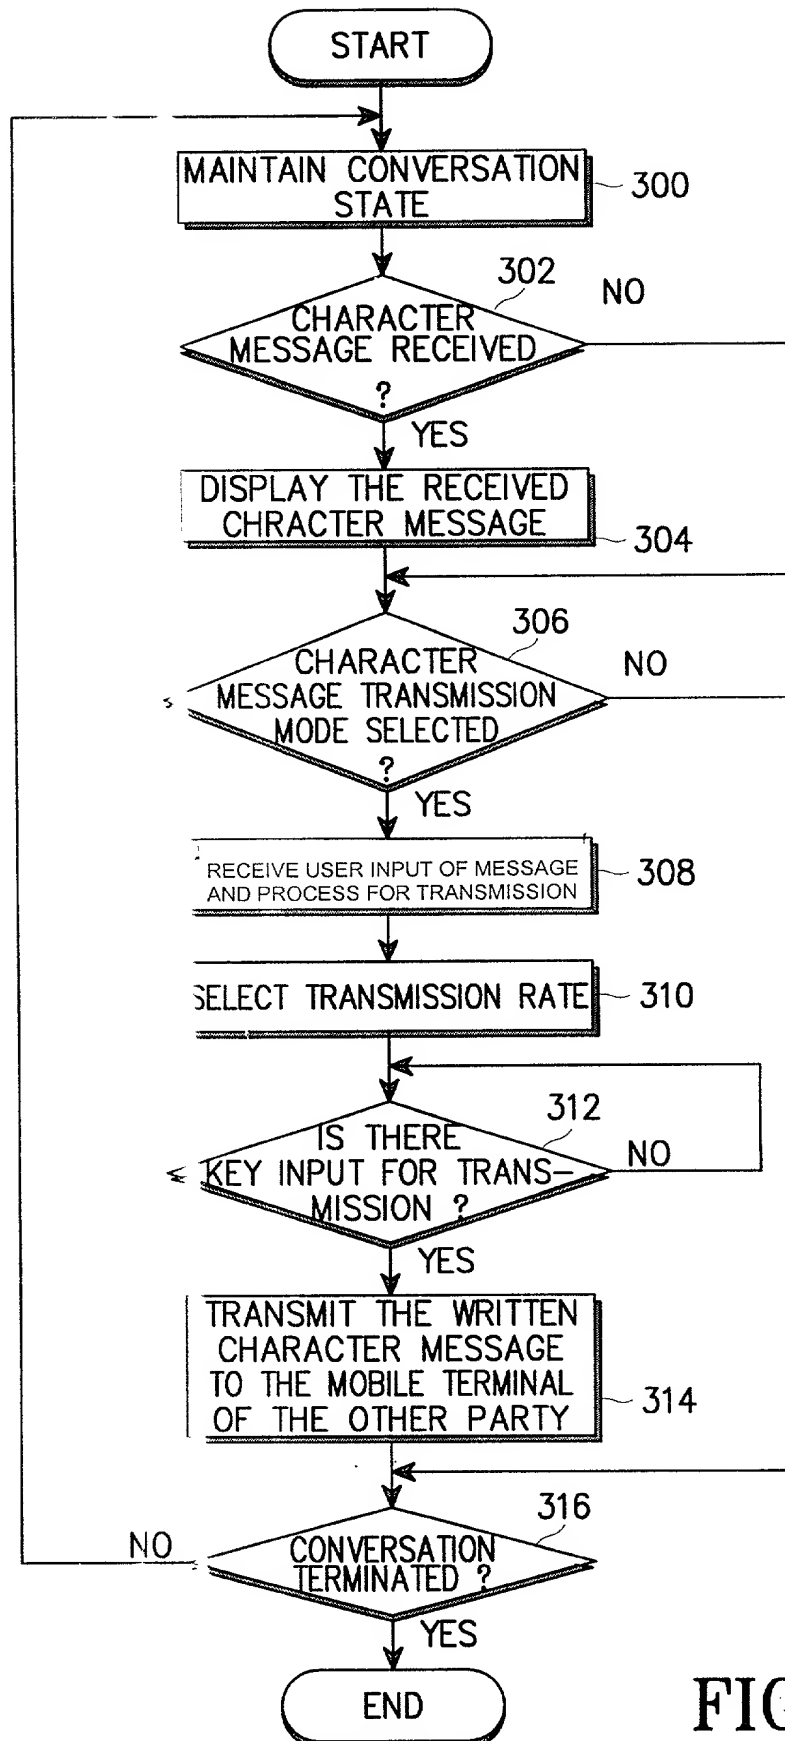 START
MAINTAIN CONVERSATION
STATE
300
302
NO
CHARACTER
MESSAGE RECEIVED
?
YES
DISPLAY THE RECEIVED
CHRACTER MESSAGE
304
306
NO
CHARACTER
MESSAGE TRANSMISSION
MODE SELECTED
?
YES
RECEIVE USER INPUT OF MESSAGE
AND PROCESS FOR TRANSMISSION
308
SELECT TRANSMISSION RATE
310
312
IS THERE
KEY INPUT FOR TRANS-
MISSION ?
NO
YES
TRANSMIT THE WRITTEN
CHARACTER MESSAGE
TO THE MOBILE TERMINAL
OF THE OTHER PARTY
314
316
NO
CONVERSATION
TERMINATED ?
YES
END
FIG